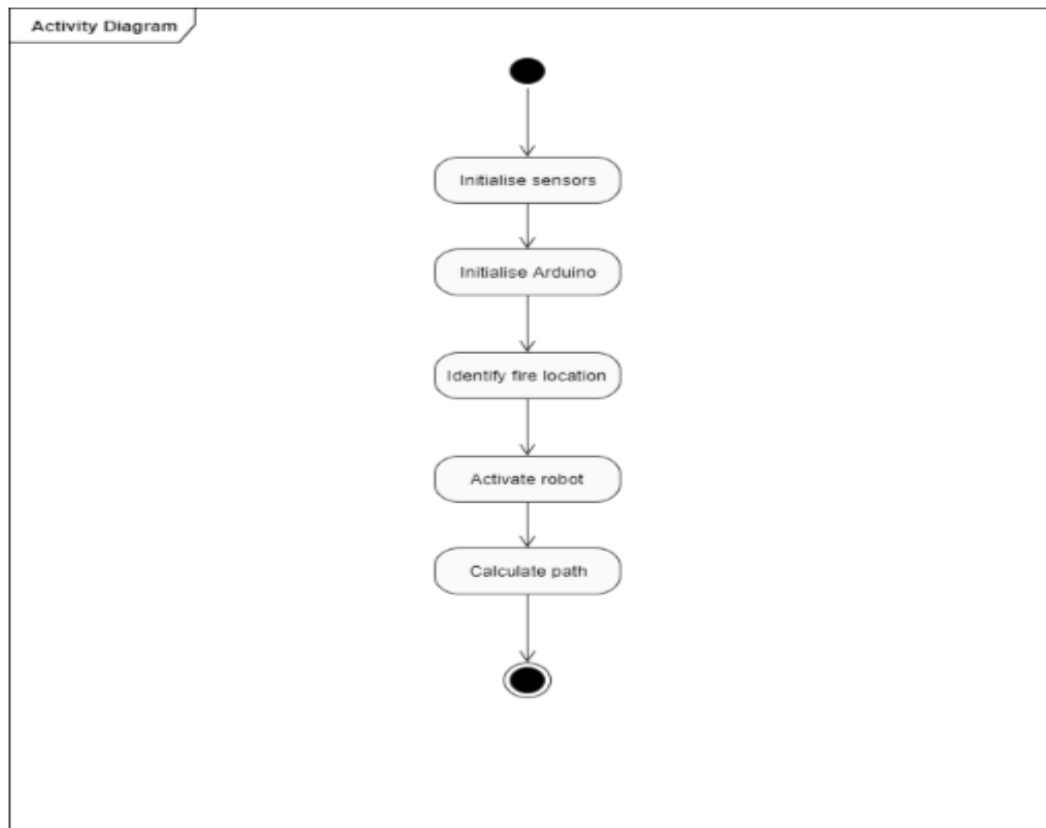 Activity Diagram
Initialise sensors
Initialise Arduino
Identify fire location
Activate robot
Calculate path